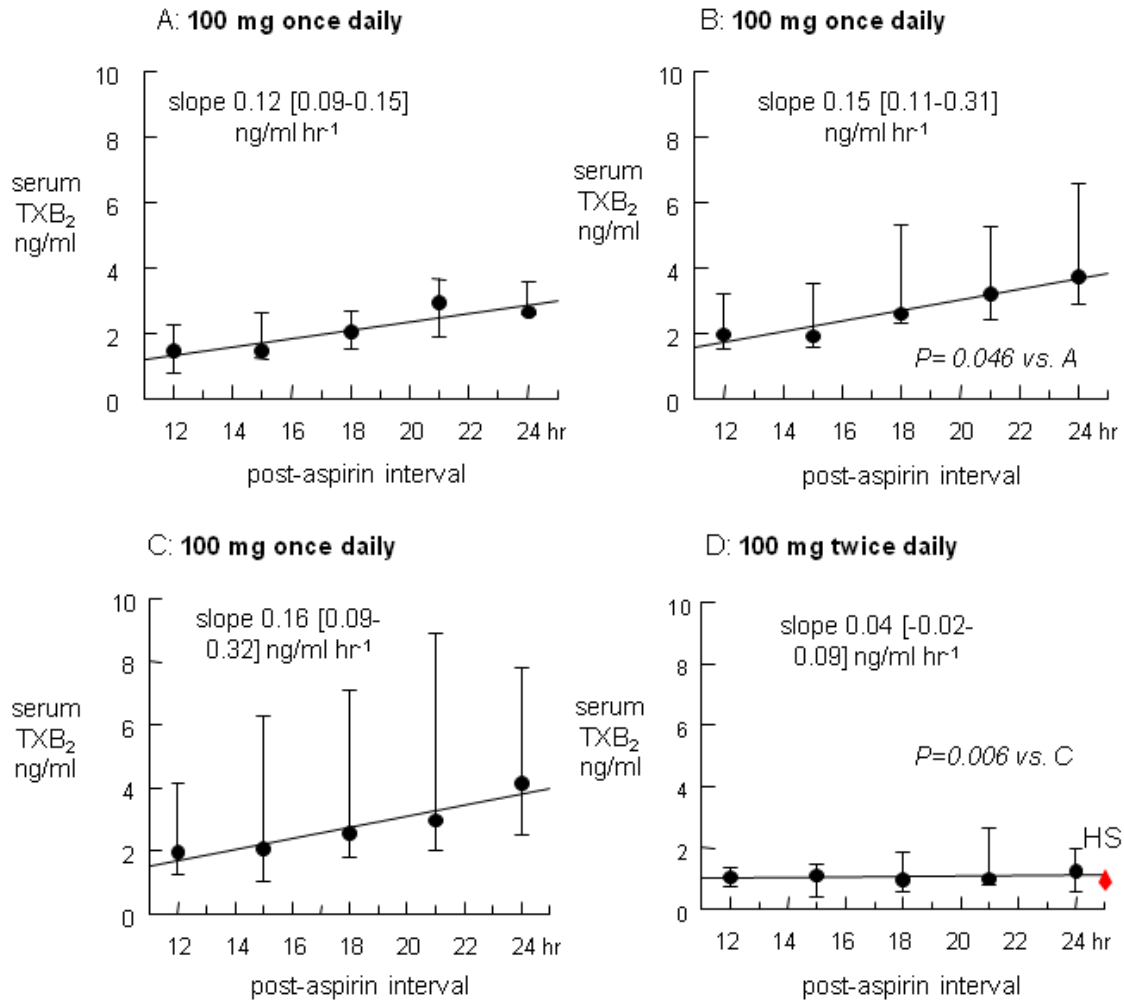 A: 100 mg once daily
10
8
6
4
2
0
slope 0.12 [0.09-0.15]
ng/ml hr⁻¹
serum
TXB₂
ng/ml
12 14 16 18 20 22 24 hr
post-aspirin interval
B: 100 mg once daily
10
8
6
4
2
0
slope 0.15 [0.11-0.31]
ng/ml hr⁻¹
serum
TXB₂
ng/ml
P= 0.046 vs. A
12 14 16 18 20 22 24 hr
post-aspirin interval
C: 100 mg once daily
10
8
6
4
2
0
slope 0.16 [0.09-
0.32] ng/ml hr⁻¹
serum
TXB₂
ng/ml
12 14 16 18 20 22 24 hr
post-aspirin interval
D: 100 mg twice daily
10
8
6
4
2
0
slope 0.04 [-0.02-
0.09] ng/ml hr⁻¹
serum
TXB₂
ng/ml
P=0.006 vs. C
HS
12 14 16 18 20 22 24 hr
post-aspirin interval